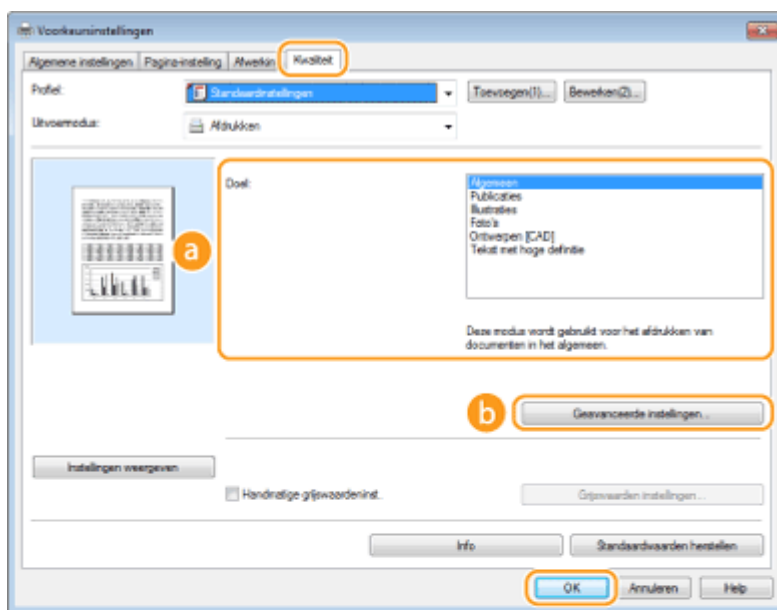 Voorkeursinstellingen
Algemene instellingen Pagina-instelling Afwerkin Kwaliteit
Profiel: Standaardinstellingen Toevoegen(1)... Bewerken(2)...
Uitvoermodus: Afdrukken
Doel: Algemeen
Publicaties
Illustraties
Foto's
Ontwerpen [CAD]
Tekst met hoge definitie
a
Deze modus wordt gebruikt voor het afdrukken van
documenten in het algemeen.
b Geavanceerde instellingen...
Instellingen weergeven
Handmatige grijswaardeninst. Grijswaarden instellingen...
Info Standaardwaarden herstellen
OK Annuleren Help